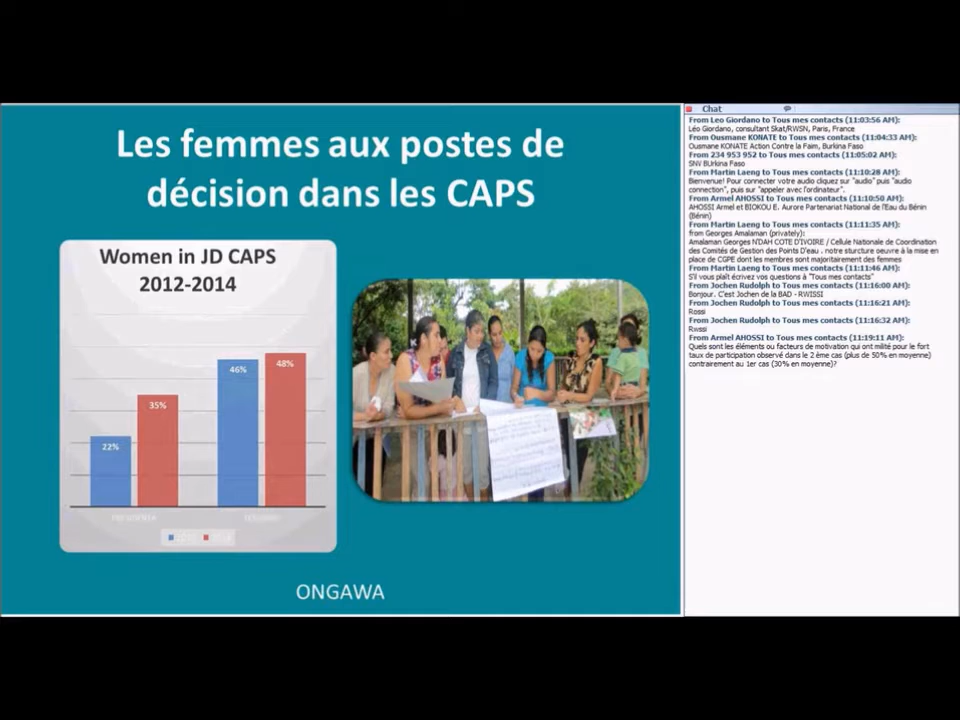 Les femmes aux postes de
décision dans les CAPS
Women in JD CAPS
2012-2014
22%
35%
46%
48%
ONGAWA
Chat
From Leo Giordano to Tous mes contacts (11:03:56 AM):
Léo Giordano, consultant Skat/RWSN, Paris, France
From Ousmane KONATE to Tous mes contacts (11:04:33 AM):
Ousmane KONATE Action Contre la Faim, Burkina Faso
From 234 953 952 to Tous mes contacts (11:05:02 AM):
SNV BUrkina Faso
From Martin Laeng to Tous mes contacts (11:10:28 AM):
Bienvenue! Pour connecter votre audio cliquez sur "audio" puis "audio
connection", puis sur "appeler avec l'ordinateur".
From Armel AHOSSI to Tous mes contacts (11:10:50 AM):
AHOSSI Armel et BIOKOU E. Aurore Partenariat National de l'Eau du Bénin
(Bénin)
From Martin Laeng to Tous mes contacts (11:11:35 AM):
from Georges Amalaman (privately):
Amalaman Georges N'DAH COTE D'IVOIRE / Cellule Nationale de Coordination
des Comités de Gestion des Points D'eau . notre sturcture oeuvre à la mise en
place de CGPE dont les membres sont majoritairement des femmes
From Martin Laeng to Tous mes contacts (11:11:46 AM):
S'il vous plaît écrivez vos questions à "Tous mes contacts"
From Jochen Rudolph to Tous mes contacts (11:16:00 AM):
Bonjour. C'est Jochen de la BAD - RWISSI
From Jochen Rudolph to Tous mes contacts (11:16:21 AM):
Rossi
From Jochen Rudolph to Tous mes contacts (11:16:32 AM):
Rwssi
From Armel AHOSSI to Tous mes contacts (11:19:11 AM):
Quels sont les éléments ou facteurs de motivation qui ont milité pour le fort
taux de participation observé dans le 2 ème cas (plus de 50% en moyenne)
contrairement au 1er cas (30% en moyenne)?